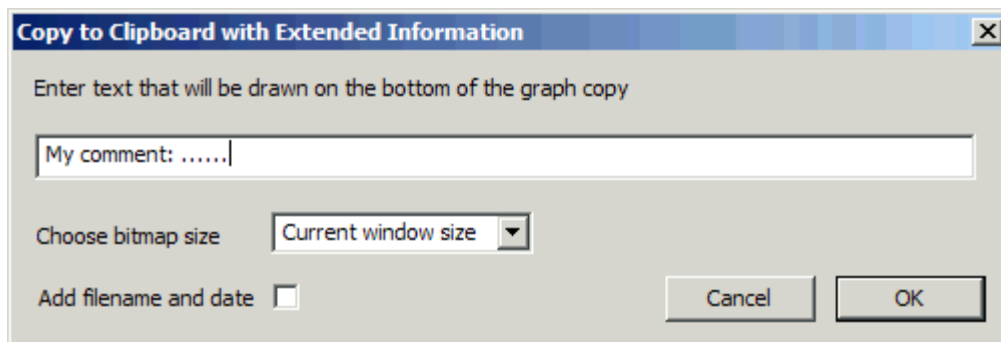 Copy to Clipboard with Extended Information
Enter text that will be drawn on the bottom of the graph copy
My comment: ......
Choose bitmap size
Current window size
Add filename and date
Cancel
OK